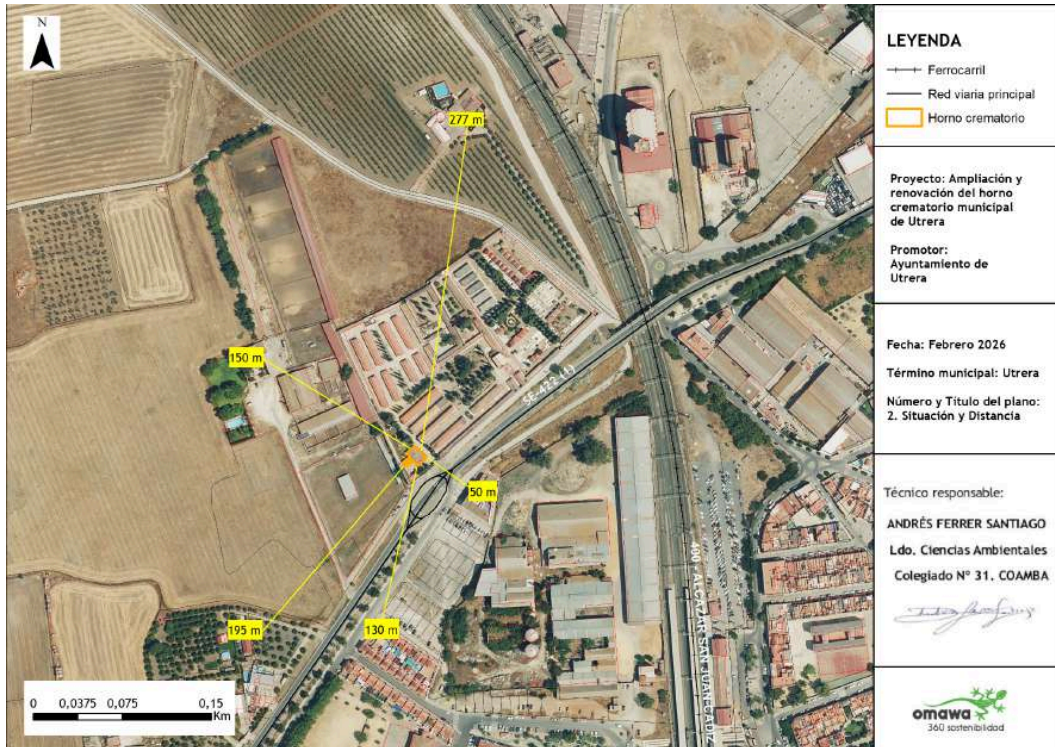 N
277 m
150 m
50 m
195 m
130 m
SE-422 (1)
400 - ALCAZAR SAN JUAN-CADIZ
0 0,0375 0,075 0,15
Km
LEYENDA
Ferrocarril
Red viaria principal
Horno crematorio
Proyecto: Ampliación y
renovación del horno
crematorio municipal
de Utrera
Promotor:
Ayuntamiento de
Utrera
Fecha: Febrero 2026
Término municipal: Utrera
Número y Titulo del plano:
2. Situación y Distancia
Técnico responsable:
ANDRÉS FERRER SANTIAGO
Ldo. Ciencias Ambientales
Colegiado Nº 31. COAMBA
omawa
360 sostenibilidad